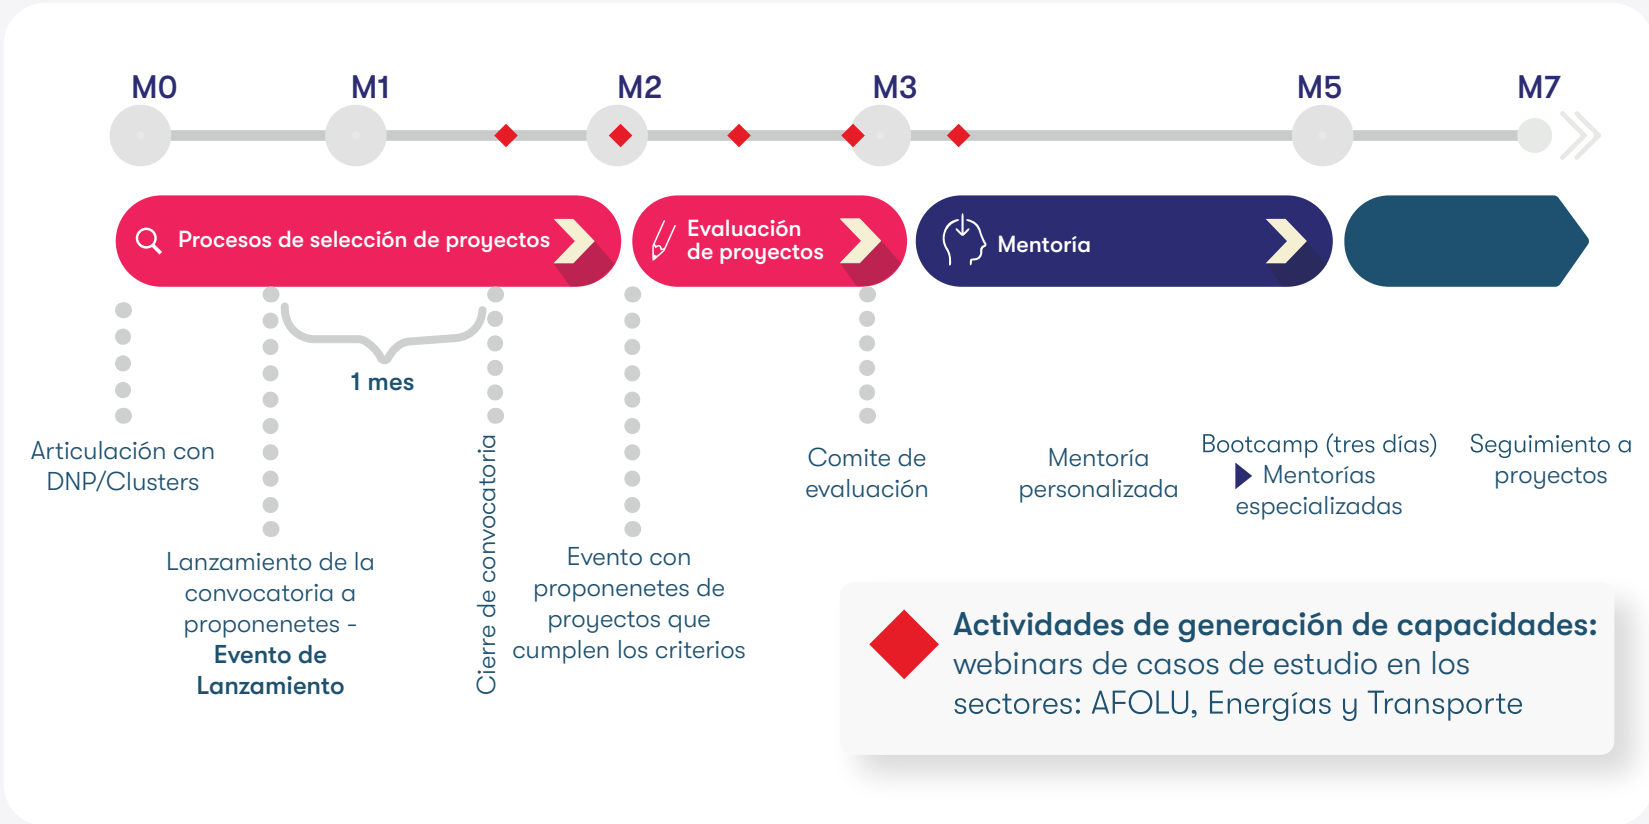 M0
M1
M2
M3
M5
M7
Procesos de selección de proyectos
Evaluación
de proyectos
Mentoría
1 mes
Articulación con
DNP/Clusters
Lanzamiento de la
convocatoria a
proponenetes -
Evento de
Lanzamiento
Cierre de convocatoria
Evento con
proponenetes de
proyectos que
cumplen los criterios
Comite de
evaluación
Mentoría
personalizada
Bootcamp (tres días)
Mentorías
especializadas
Seguimiento a
proyectos
Actividades de generación de capacidades:
webinars de casos de estudio en los
sectores: AFOLU, Energías y Transporte